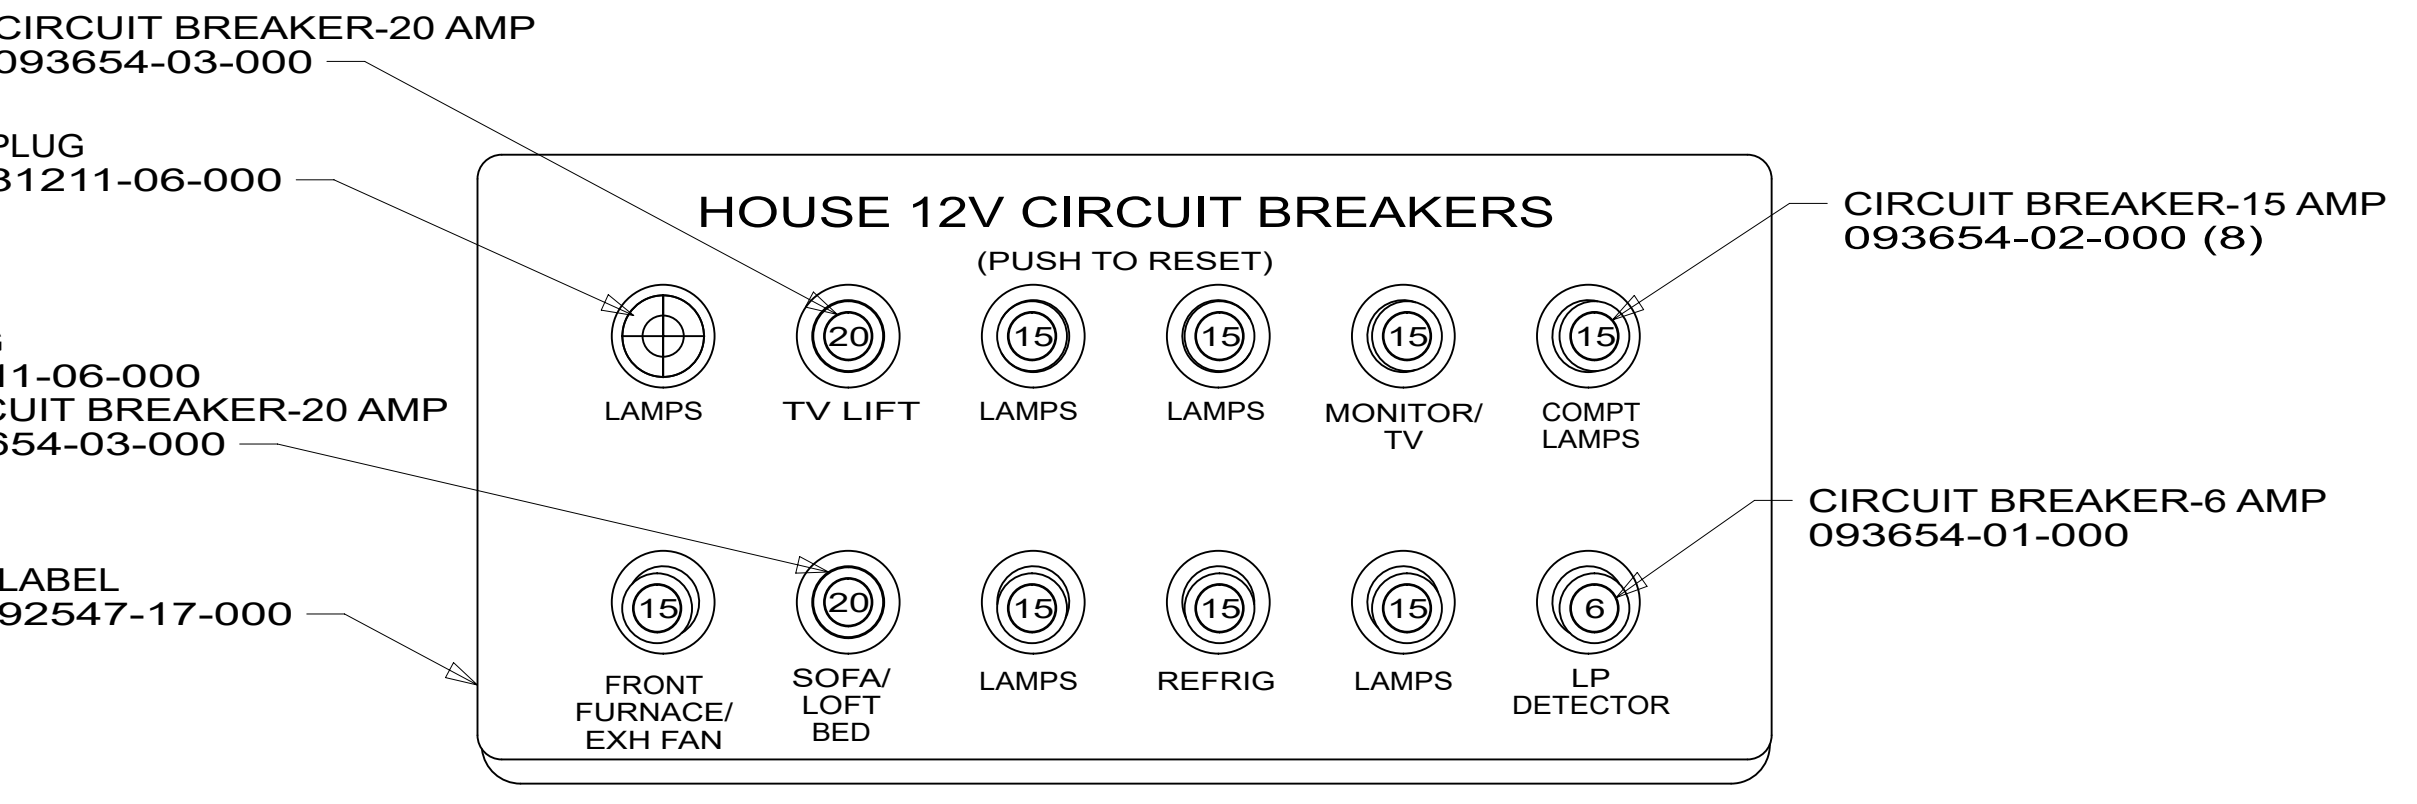 CIRCUIT BREAKER-20 AMP
093654-03-000
PLUG
31211-06-000
G
11-06-000
CUIT BREAKER-20 AMP
654-03-000
LABEL
92547-17-000
HOUSE 12V CIRCUIT BREAKERS
(PUSH TO RESET)
20 15 15 15 15
LAMPS TV LIFT LAMPS LAMPS MONITOR/ COMPT
TV LAMPS
15 20 15 15 15 6
FRONT SOFA/ LAMPS REFRIG LAMPS LP
FURNACE/ LOFT DETECTOR
EXH FAN BED
CIRCUIT BREAKER-15 AMP
093654-02-000 (8)
CIRCUIT BREAKER-6 AMP
093654-01-000